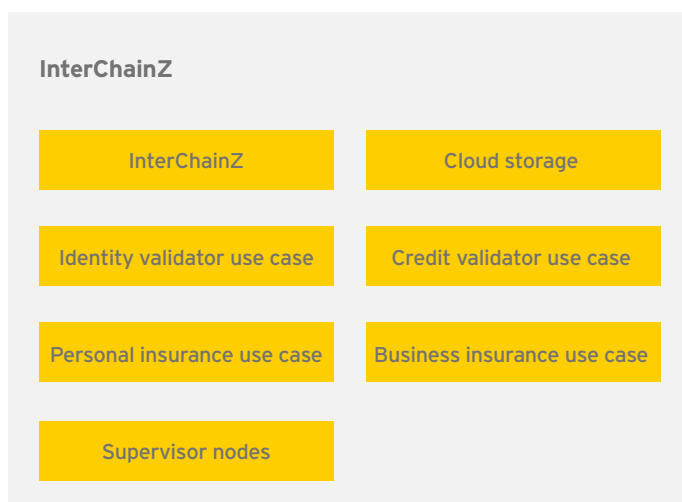 InterChainZ
InterChainZ
Cloud storage
Identity validator use case
Credit validator use case
Personal insurance use case
Business insurance use case
Supervisor nodes